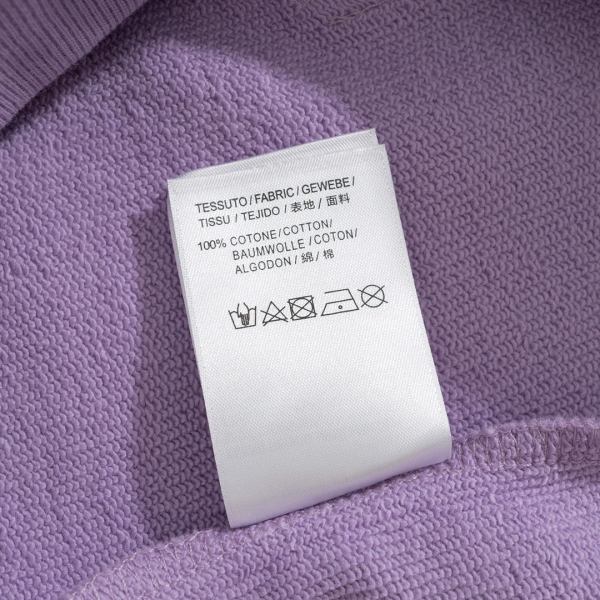 TESSUTO/FABRIC/GEWEBE/
TISSU/TEJIDO/表地/面料
100% COTONE/COTTON/
BAUMWOLLE/COTON/
ALGODON/綿/棉